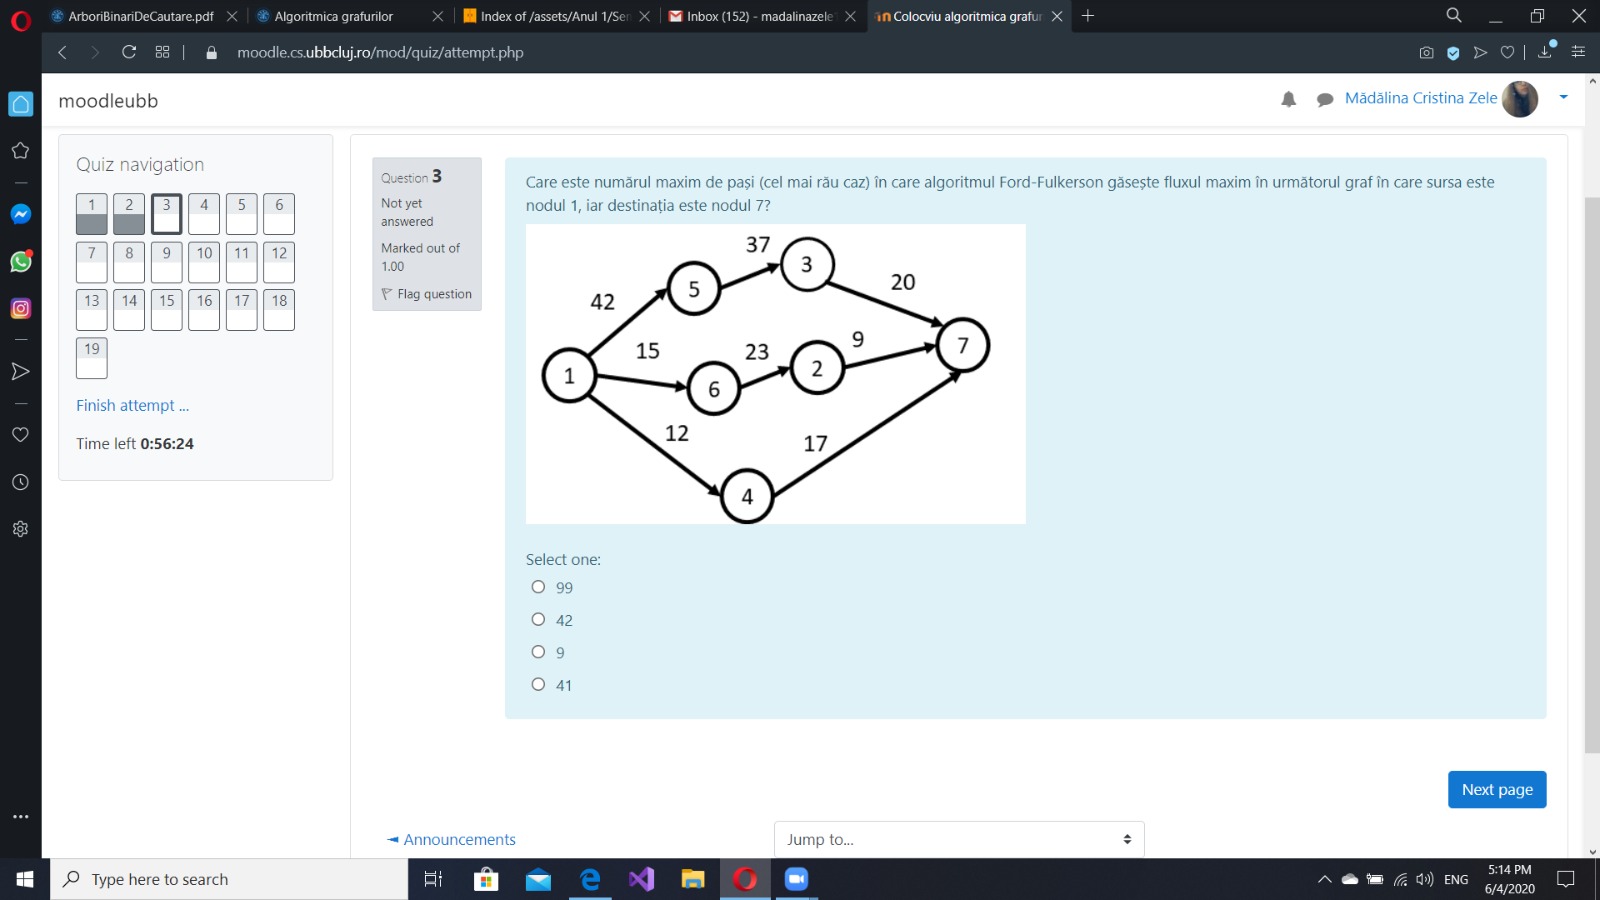 ArboriBinariDeCautare.pdf
Algoritmica grafurilor
Index of /assets/Anul 1/Sen
Inbox (152) - madalinazele
Colocviu algoritmica grafur
moodle.cs.ubbcluj.ro/mod/quiz/attempt.php
moodleubb
Mădălina Cristina Zele
Quiz navigation
1 2 3 4 5 6
7 8 9 10 11 12
13 14 15 16 17 18
19
Finish attempt ...
Time left 0:56:24
Question 3
Not yet
answered
Marked out of
1.00
Flag question
Care este numărul maxim de pași (cel mai rău caz) în care algoritmul Ford-Fulkerson găsește fluxul maxim în următorul graf în care sursa este
nodul 1, iar destinația este nodul 7?
37
3
42
5
20
15
23
9
7
1
6
2
12
17
4
Select one:
99
42
9
41
Next page
◄ Announcements
Jump to...
Type here to search
ENG
5:14 PM
6/4/2020